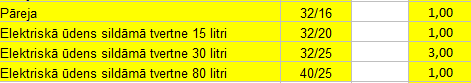 Pāreja 32/16 1,00
Elektriskā ūdens sildāmā tvertne 15 litri 32/20 1,00
Elektriskā ūdens sildāmā tvertne 30 litri 32/25 3,00
Elektriskā ūdens sildāmā tvertne 80 litri 40/25 1,00